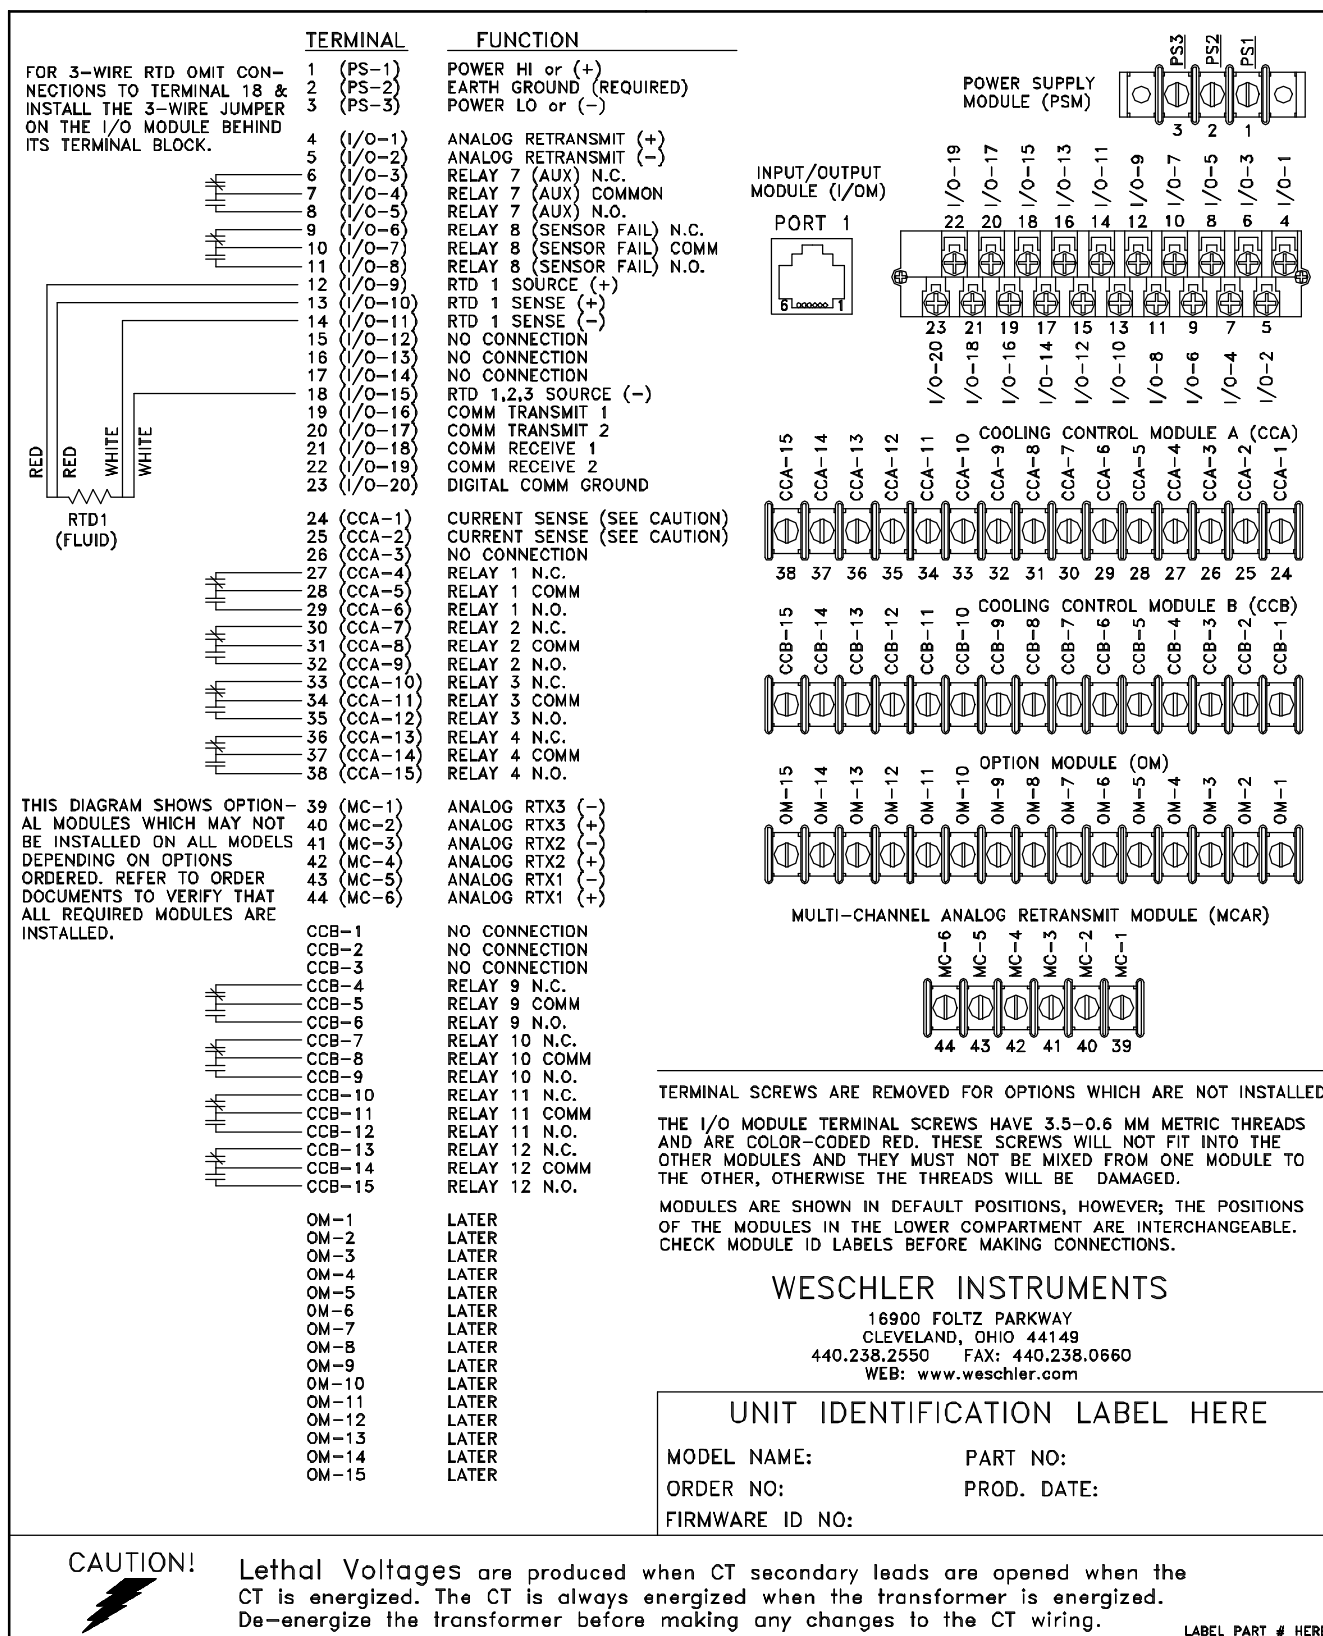 TERMINAL FUNCTION
FOR 3-WIRE RTD OMIT CON-
NECTIONS TO TERMINAL 18 &
INSTALL THE 3-WIRE JUMPER
ON THE I/O MODULE BEHIND
ITS TERMINAL BLOCK.
1 (PS-1) POWER HI or (+)
2 (PS-2) EARTH GROUND (REQUIRED)
3 (PS-3) POWER LO or (-)
4 (I/O-1) ANALOG RETRANSMIT (+)
5 (I/O-2) ANALOG RETRANSMIT (-)
6 (I/O-3) RELAY 7 (AUX) N.C.
7 (I/O-4) RELAY 7 (AUX) COMMON
8 (I/O-5) RELAY 7 (AUX) N.O.
9 (I/O-6) RELAY 8 (SENSOR FAIL) N.C.
10 (I/O-7) RELAY 8 (SENSOR FAIL) COMM
11 (I/O-8) RELAY 8 (SENSOR FAIL) N.O.
12 (I/O-9) RTD 1 SOURCE (+)
13 (I/O-10) RTD 1 SENSE (+)
14 (I/O-11) RTD 1 SENSE (-)
15 (I/O-12) NO CONNECTION
16 (I/O-13) NO CONNECTION
17 (I/O-14) NO CONNECTION
18 (I/O-15) RTD 1,2,3 SOURCE (-)
19 (I/O-16) COMM TRANSMIT 1
20 (I/O-17) COMM TRANSMIT 2
21 (I/O-18) COMM RECEIVE 1
22 (I/O-19) COMM RECEIVE 2
23 (I/O-20) DIGITAL COMM GROUND
RED RED WHITE WHITE
RTD1
(FLUID)
24 (CCA-1) CURRENT SENSE (SEE CAUTION)
25 (CCA-2) CURRENT SENSE (SEE CAUTION)
26 (CCA-3) NO CONNECTION
27 (CCA-4) RELAY 1 N.C.
28 (CCA-5) RELAY 1 COMM
29 (CCA-6) RELAY 1 N.O.
30 (CCA-7) RELAY 2 N.C.
31 (CCA-8) RELAY 2 COMM
32 (CCA-9) RELAY 2 N.O.
33 (CCA-10) RELAY 3 N.C.
34 (CCA-11) RELAY 3 COMM
35 (CCA-12) RELAY 3 N.O.
36 (CCA-13) RELAY 4 N.C.
37 (CCA-14) RELAY 4 COMM
38 (CCA-15) RELAY 4 N.O.
THIS DIAGRAM SHOWS OPTION-
AL MODULES WHICH MAY NOT
BE INSTALLED ON ALL MODELS
DEPENDING ON OPTIONS
ORDERED. REFER TO ORDER
DOCUMENTS TO VERIFY THAT
ALL REQUIRED MODULES ARE
INSTALLED.
39 (MC-1) ANALOG RTX3 (-)
40 (MC-2) ANALOG RTX3 (+)
41 (MC-3) ANALOG RTX2 (-)
42 (MC-4) ANALOG RTX2 (+)
43 (MC-5) ANALOG RTX1 (-)
44 (MC-6) ANALOG RTX1 (+)
CCB-1 NO CONNECTION
CCB-2 NO CONNECTION
CCB-3 NO CONNECTION
CCB-4 RELAY 9 N.C.
CCB-5 RELAY 9 COMM
CCB-6 RELAY 9 N.O.
CCB-7 RELAY 10 N.C.
CCB-8 RELAY 10 COMM
CCB-9 RELAY 10 N.O.
CCB-10 RELAY 11 N.C.
CCB-11 RELAY 11 COMM
CCB-12 RELAY 11 N.O.
CCB-13 RELAY 12 N.C.
CCB-14 RELAY 12 COMM
CCB-15 RELAY 12 N.O.
OM-1 LATER
OM-2 LATER
OM-3 LATER
OM-4 LATER
OM-5 LATER
OM-6 LATER
OM-7 LATER
OM-8 LATER
OM-9 LATER
OM-10 LATER
OM-11 LATER
OM-12 LATER
OM-13 LATER
OM-14 LATER
OM-15 LATER
PS3 PS2 PS1
POWER SUPPLY
MODULE (PSM)
3 2 1
INPUT/OUTPUT
MODULE (I/OM)
PORT 1
6 1
I/O-19 I/O-17 I/O-15 I/O-13 I/O-11 I/O-9 I/O-7 I/O-5 I/O-3 I/O-1
22 20 18 16 14 12 10 8 6 4
23 21 19 17 15 13 11 9 7 5
I/O-20 I/O-18 I/O-16 I/O-14 I/O-12 I/O-10 I/O-8 I/O-6 I/O-4 I/O-2
COOLING CONTROL MODULE A (CCA)
CCA-15 CCA-14 CCA-13 CCA-12 CCA-11 CCA-10 CCA-9 CCA-8 CCA-7 CCA-6 CCA-5 CCA-4 CCA-3 CCA-2 CCA-1
38 37 36 35 34 33 32 31 30 29 28 27 26 25 24
COOLING CONTROL MODULE B (CCB)
CCB-15 CCB-14 CCB-13 CCB-12 CCB-11 CCB-10 CCB-9 CCB-8 CCB-7 CCB-6 CCB-5 CCB-4 CCB-3 CCB-2 CCB-1
OPTION MODULE (OM)
OM-15 OM-14 OM-13 OM-12 OM-11 OM-10 OM-9 OM-8 OM-7 OM-6 OM-5 OM-4 OM-3 OM-2 OM-1
MULTI-CHANNEL ANALOG RETRANSMIT MODULE (MCAR)
MC-6 MC-5 MC-4 MC-3 MC-2 MC-1
44 43 42 41 40 39
TERMINAL SCREWS ARE REMOVED FOR OPTIONS WHICH ARE NOT INSTALLED
THE I/O MODULE TERMINAL SCREWS HAVE 3.5-0.6 MM METRIC THREADS
AND ARE COLOR-CODED RED. THESE SCREWS WILL NOT FIT INTO THE
OTHER MODULES AND THEY MUST NOT BE MIXED FROM ONE MODULE TO
THE OTHER, OTHERWISE THE THREADS WILL BE DAMAGED.
MODULES ARE SHOWN IN DEFAULT POSITIONS, HOWEVER; THE POSITIONS
OF THE MODULES IN THE LOWER COMPARTMENT ARE INTERCHANGEABLE.
CHECK MODULE ID LABELS BEFORE MAKING CONNECTIONS.
WESCHLER INSTRUMENTS
16900 FOLTZ PARKWAY
CLEVELAND, OHIO 44149
440.238.2550 FAX: 440.238.0660
WEB: www.weschler.com
UNIT IDENTIFICATION LABEL HERE
MODEL NAME: PART NO:
ORDER NO: PROD. DATE:
FIRMWARE ID NO:
CAUTION!
Lethal Voltages are produced when CT secondary leads are opened when the
CT is energized. The CT is always energized when the transformer is energized.
De-energize the transformer before making any changes to the CT wiring.
LABEL PART # HERE